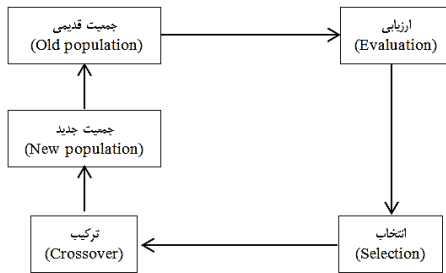 جمعیت قدیمی
(Old population)
ارزیابی
(Evaluation)
جمعیت جدید
(New population)
ترکیب
(Crossover)
انتخاب
(Selection)